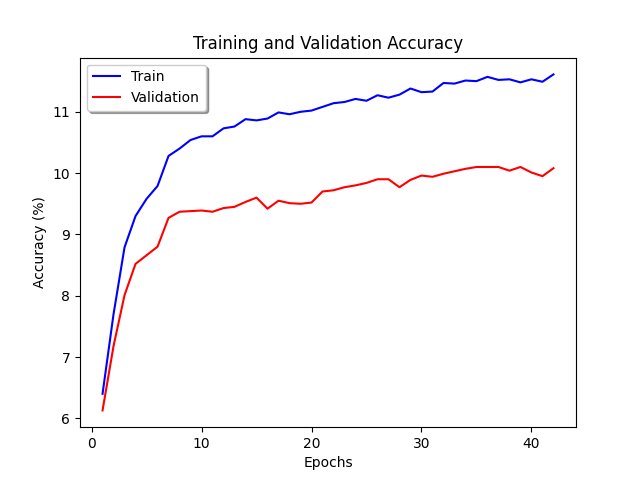 Training and Validation Accuracy
Train
Validation
Accuracy (%)
11
10
9
8
7
6
0
10
20
30
40
Epochs